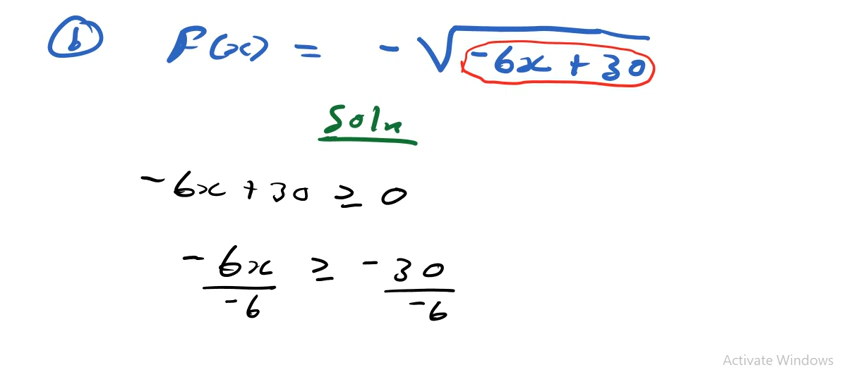 (b) F(x) = -√(-6x + 30)
Soln
-6x + 30 ≥ 0
-6x/-6 ≥ -30/-6
Activate Windows